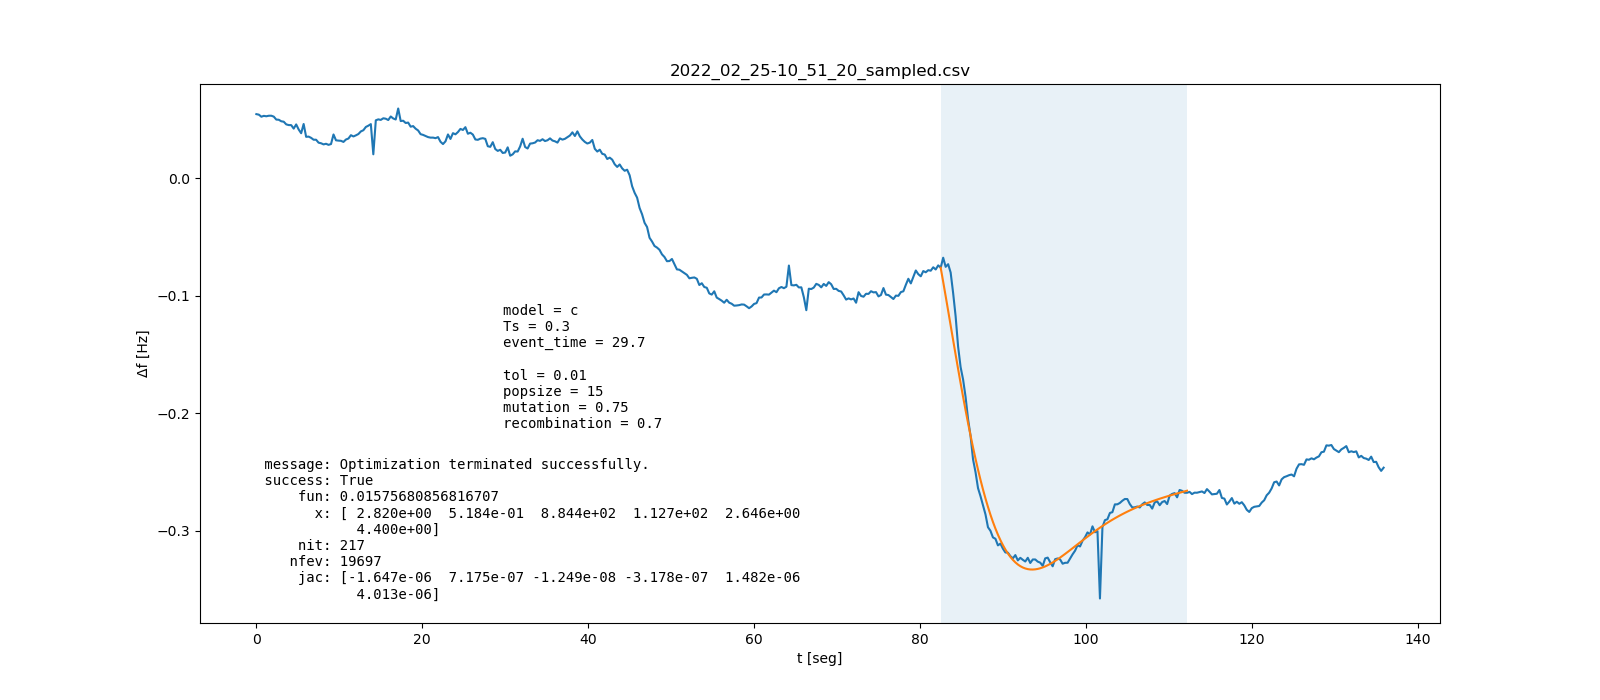 2022_02_25-10_51_20_sampled.csv
Δf [Hz]
0.0
−0.1
−0.2
−0.3
model = c
Ts = 0.3
event_time = 29.7
tol = 0.01
popsize = 15
mutation = 0.75
recombination = 0.7
message: Optimization terminated successfully.
success: True
fun: 0.01575680856816707
x: [ 2.820e+00  5.184e-01  8.844e+02  1.127e+02  2.646e+00
4.400e+00]
nit: 217
nfev: 19697
jac: [-1.647e-06  7.175e-07 -1.249e-08 -3.178e-07  1.482e-06
4.013e-06]
0 20 40 60 80 100 120 140
t [seg]